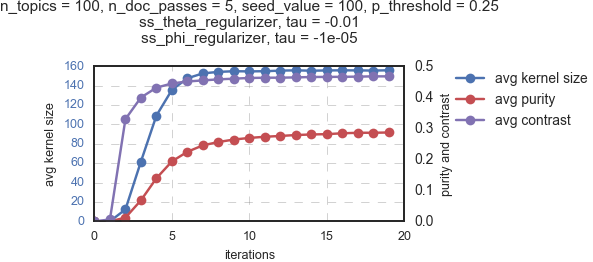 n_topics = 100, n_doc_passes = 5, seed_value = 100, p_threshold = 0.25
ss_theta_regularizer, tau = -0.01
ss_phi_regularizer, tau = -1e-05
160
140
120
100
80
60
40
20
0
avg kernel size
0.5
0.4
0.3
0.2
0.1
0.0
purity and contrast
avg kernel size
avg purity
avg contrast
0 5 10 15 20
iterations